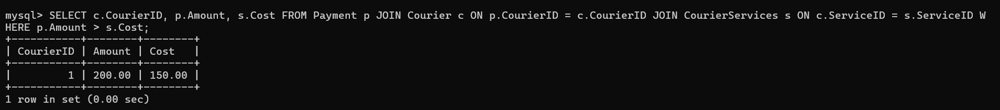 mysql> SELECT c.CourierID, p.Amount, s.Cost FROM Payment p JOIN Courier c ON p.CourierID = c.CourierID JOIN CourierServices s ON c.ServiceID = s.ServiceID W
HERE p.Amount > s.Cost;
+-----------+--------+--------+
| CourierID | Amount | Cost   |
+-----------+--------+--------+
|         1 | 200.00 | 150.00 |
+-----------+--------+--------+
1 row in set (0.00 sec)